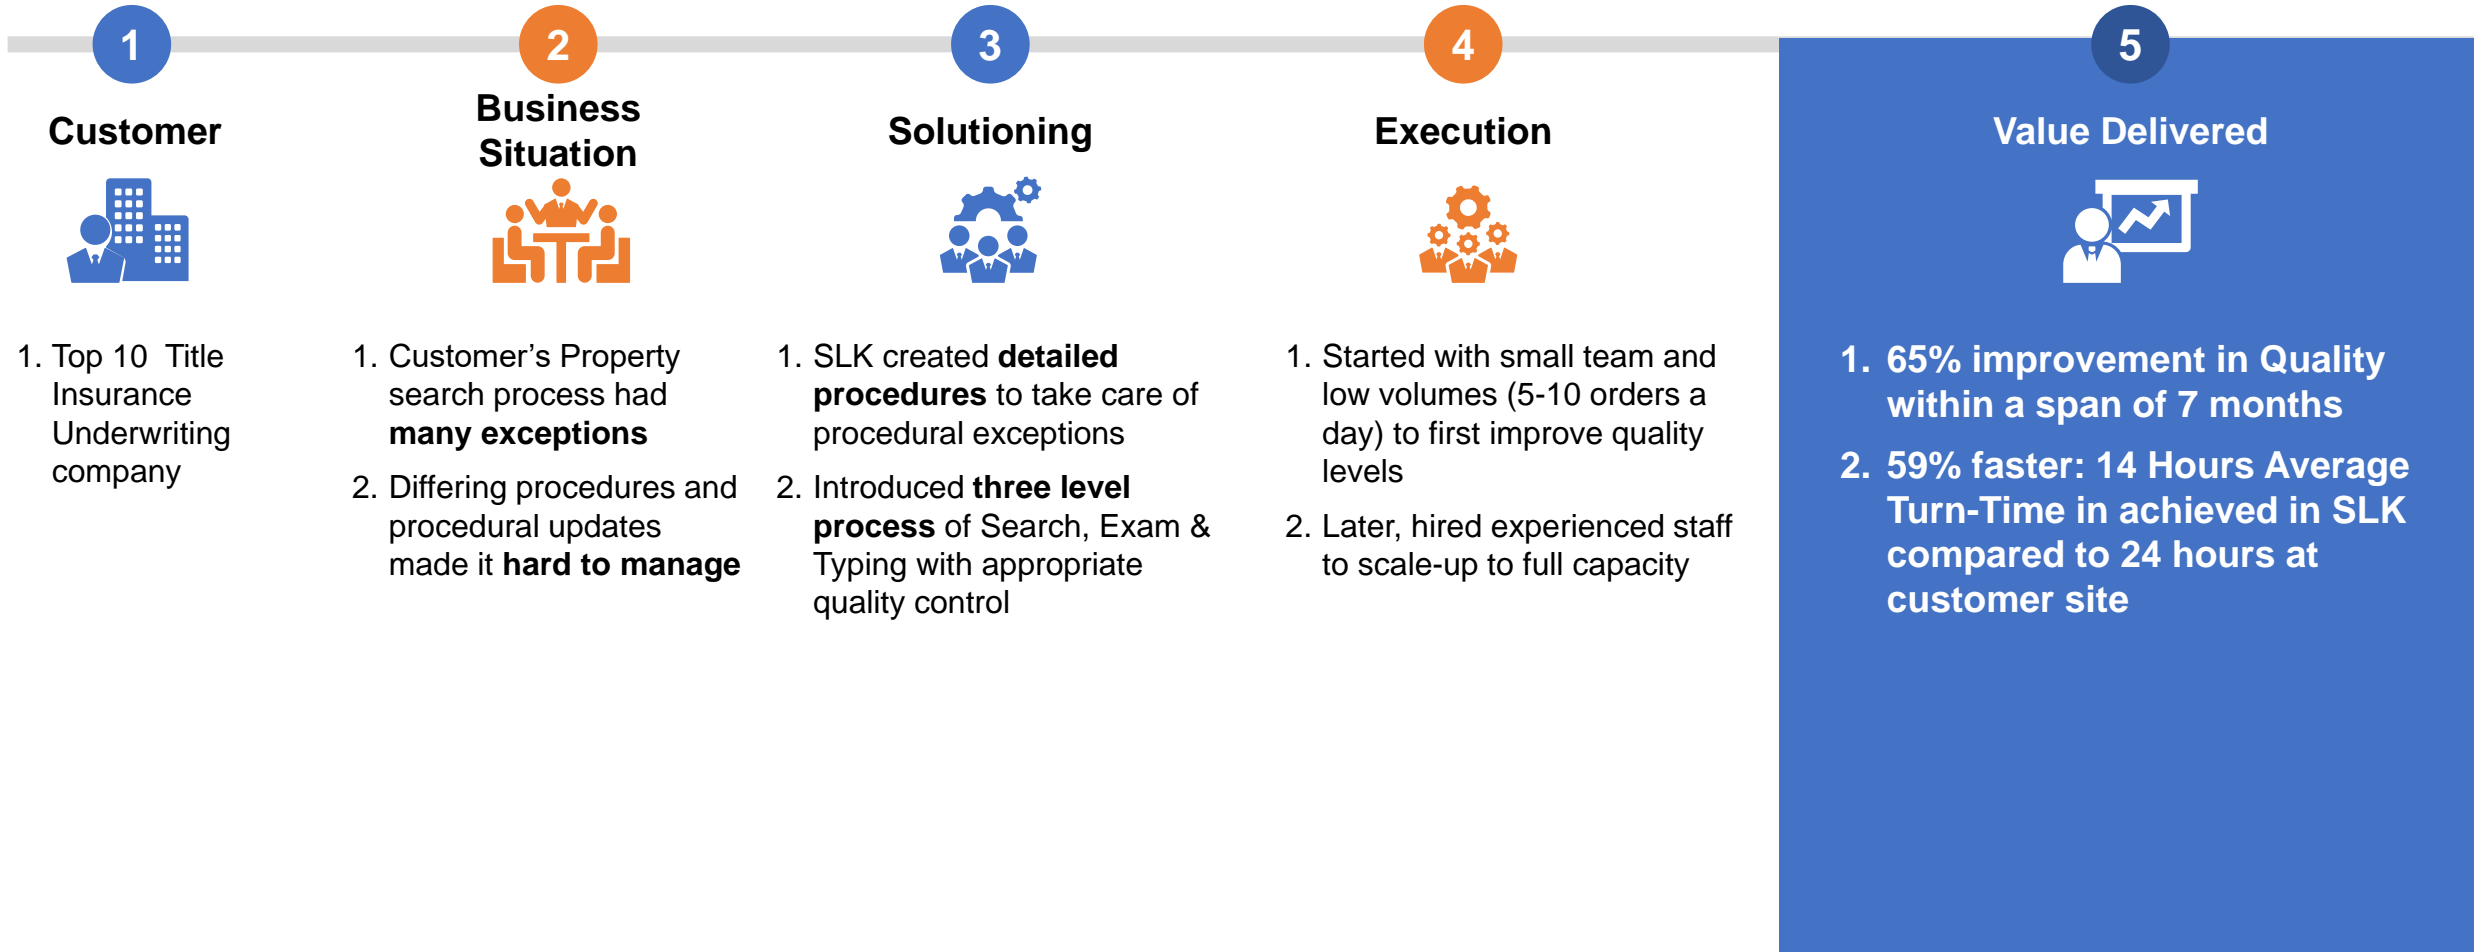 1
Customer
1. Top 10  Title
Insurance
Underwriting
company
2
Business
Situation
1. Customer’s Property
search process had
many exceptions
2. Differing procedures and
procedural updates
made it hard to manage
3
Solutioning
1. SLK created detailed
procedures to take care of
procedural exceptions
2. Introduced three level
process of Search, Exam &
Typing with appropriate
quality control
4
Execution
1. Started with small team and
low volumes (5-10 orders a
day) to first improve quality
levels
2. Later, hired experienced staff
to scale-up to full capacity
5
Value Delivered
1. 65% improvement in Quality
within a span of 7 months
2. 59% faster: 14 Hours Average
Turn-Time in achieved in SLK
compared to 24 hours at
customer site